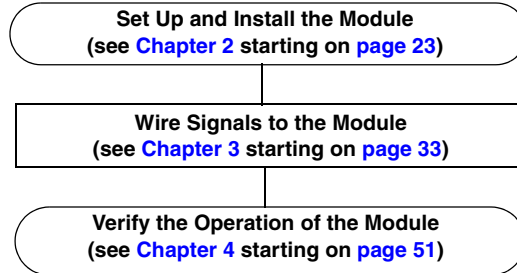 Set Up and Install the Module
(see Chapter 2 starting on page 23)
Wire Signals to the Module
(see Chapter 3 starting on page 33)
Verify the Operation of the Module
(see Chapter 4 starting on page 51)